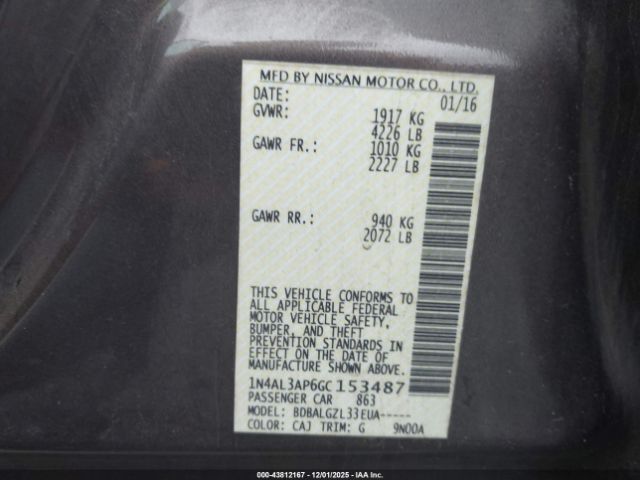 MFD BY NISSAN MOTOR CO., LTD.
DATE: 01/16
GVWR: 1917 KG
4226 LB
GAWR FR.: 1010 KG
2227 LB
GAWR RR.: 940 KG
2072 LB
THIS VEHICLE CONFORMS TO
ALL APPLICABLE FEDERAL
MOTOR VEHICLE SAFETY,
BUMPER, AND THEFT
PREVENTION STANDARDS IN
EFFECT ON THE DATE OF
MANUFACTURE SHOWN ABOVE.
1N4AL3AP6GC153487
PASSENGER CAR 863
MODEL: BDBALGZL33EUA-----
COLOR: CAJ TRIM: G 9N00A
000-43812167 - 12/01/2025 - IAA Inc.